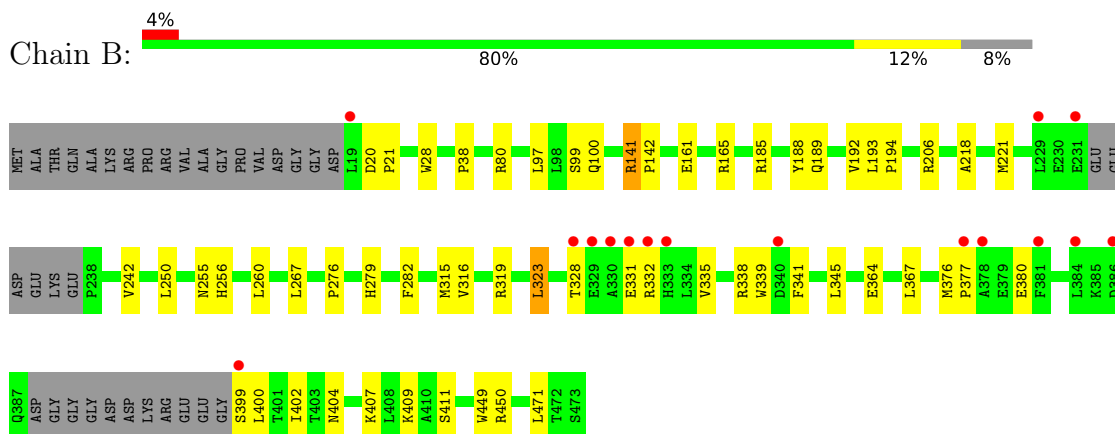 4%
Chain B:
80% 12% 8%
MET ALA THR GLN ALA LYS ARG PRO ARG VAL ALA GLY PRO VAL ASP GLY GLY ASP L19 D20 P21 W28 P38 R80 L97 L98 S99 Q100 R141 P142 E161 R165 R185 Y188 Q189 V192 L193 P194 R206 A218 M221 L229 E230 E231 GLU GLU
ASP GLU LYS GLU P238 V242 L250 N255 H256 L260 L267 P276 H279 F282 M315 V316 R319 L323 T328 E329 A330 E331 R332 H333 L334 V335 R338 W339 D340 F341 L345 E364 L367 M376 P377 A378 E379 E380 F381 L384 K385 D386
Q387 ASP GLY GLY GLY ASP ASP LYS ARG GLU GLU GLY S399 L400 T401 I402 T403 N404 K407 L408 K409 A410 S411 W449 R450 L471 T472 S473